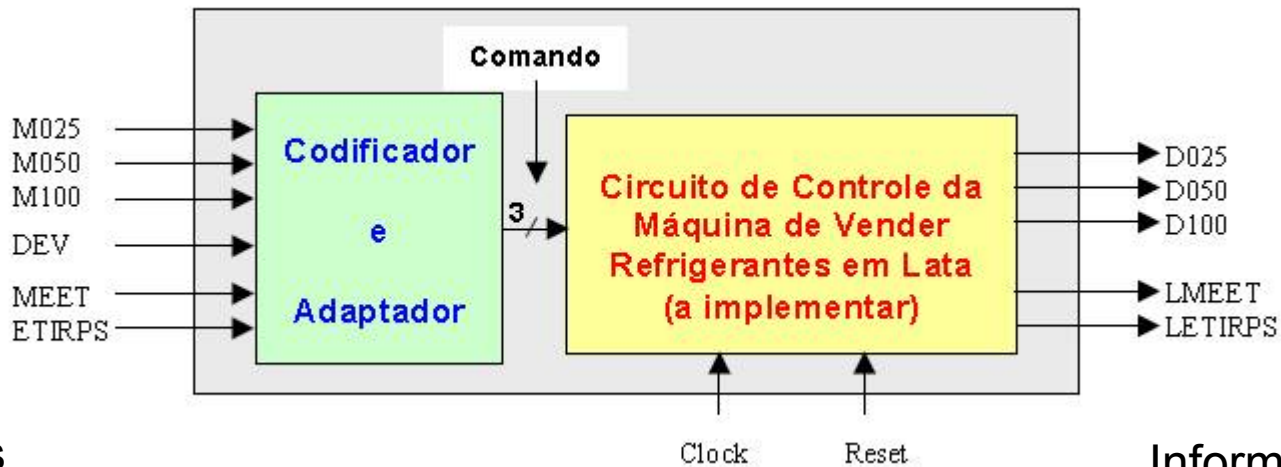 Comando
M025
M050
M100
DEV
MEET
ETIRPS
Codificador
e
Adaptador
3
Circuito de Controle da
Máquina de Vender
Refrigerantes em Lata
(a implementar)
D025
D050
D100
LMEET
LETIRPS
Clock
Reset